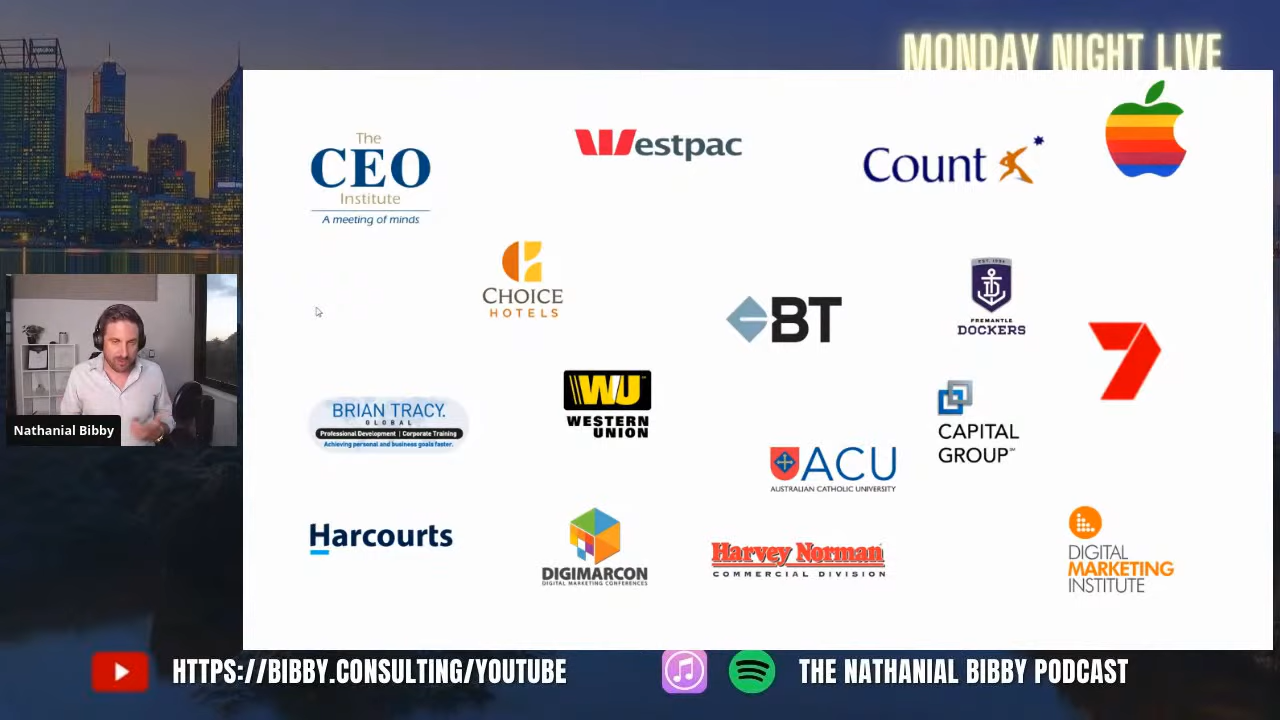 MONDAY NIGHT LIVE
The
CEO
Institute
A meeting of minds
Westpac
Count
CHOICE
HOTELS
BT
EST. 1994
FREMANTLE
DOCKERS
7
Nathanial Bibby
BRIAN TRACY.
GLOBAL
Professional Development | Corporate Training
Achieving personal and business goals faster.
WU
WESTERN
UNION
CAPITAL
GROUP℠
ACU
AUSTRALIAN CATHOLIC UNIVERSITY
Harcourts
DIGIMARCON
DIGITAL MARKETING CONFERENCES
Harvey Norman
COMMERCIAL DIVISION
DIGITAL
MARKETING
INSTITUTE
HTTPS://BIBBY.CONSULTING/YOUTUBE
THE NATHANIAL BIBBY PODCAST